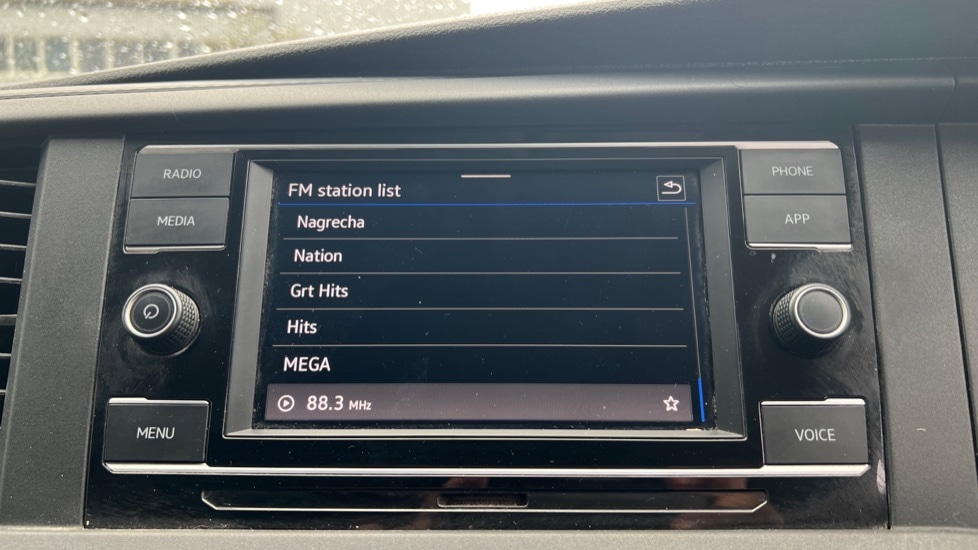 RADIO
MEDIA
FM station list
Nagrecha
Nation
Grt Hits
Hits
MEGA
88.3 MHz
PHONE
APP
MENU
VOICE